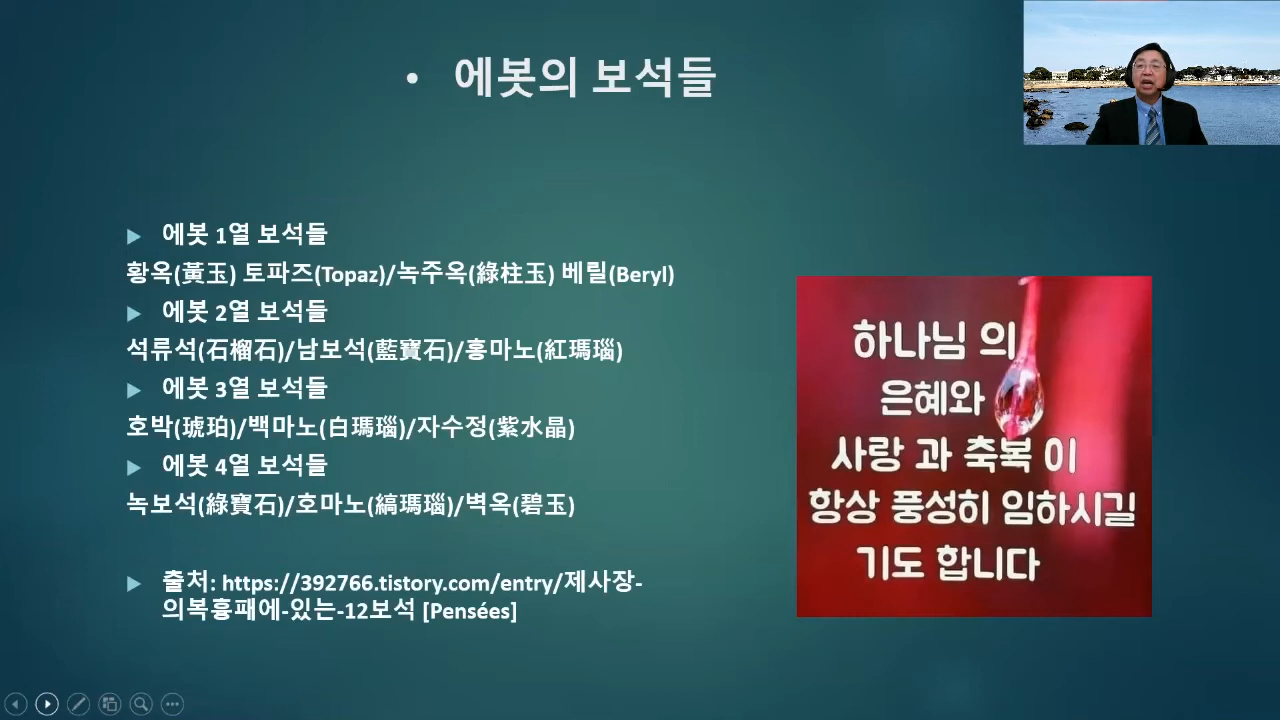 • 에봇의 보석들
에봇 1열 보석들
황옥(黃玉) 토파즈(Topaz)/녹주옥(綠柱玉) 베릴(Beryl)
에봇 2열 보석들
석류석(石榴石)/남보석(藍寶石)/홍마노(紅瑪瑙)
에봇 3열 보석들
호박(琥珀)/백마노(白瑪瑙)/자수정(紫水晶)
에봇 4열 보석들
녹보석(綠寶石)/호마노(縞瑪瑙)/벽옥(碧玉)
출처: https://392766.tistory.com/entry/제사장-
의복흉패에-있는-12보석 [Pensées]
하나님 의
은혜와
사랑 과 축복 이
항상 풍성히 임하시길
기도 합니다